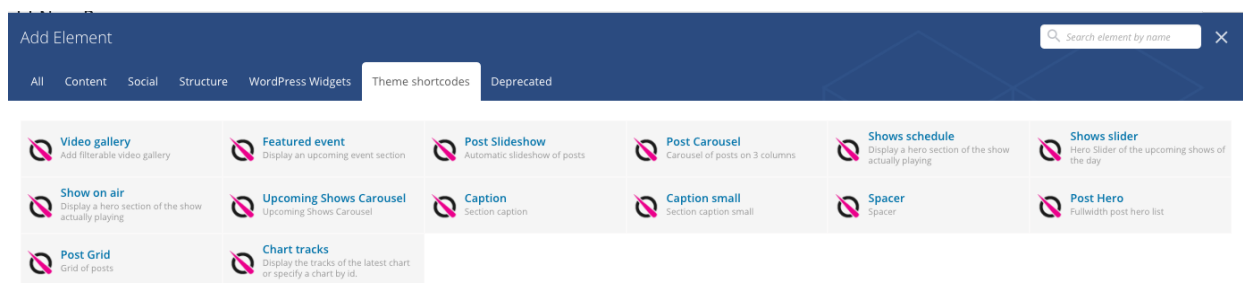 Add Element
Search element by name
All Content Social Structure WordPress Widgets Theme shortcodes Deprecated
Video gallery
Add filterable video gallery
Featured event
Display an upcoming event section
Post Slideshow
Automatic slideshow of posts
Post Carousel
Carousel of posts on 3 columns
Shows schedule
Display a hero section of the show
actually playing
Shows slider
Hero Slider of the upcoming shows of
the day
Show on air
Display a hero section of the show
actually playing
Upcoming Shows Carousel
Upcoming Shows Carousel
Caption
Section caption
Caption small
Section caption small
Spacer
Spacer
Post Hero
Fullwidth post hero list
Post Grid
Grid of posts
Chart tracks
Display the tracks of the latest chart
or specify a chart by id.